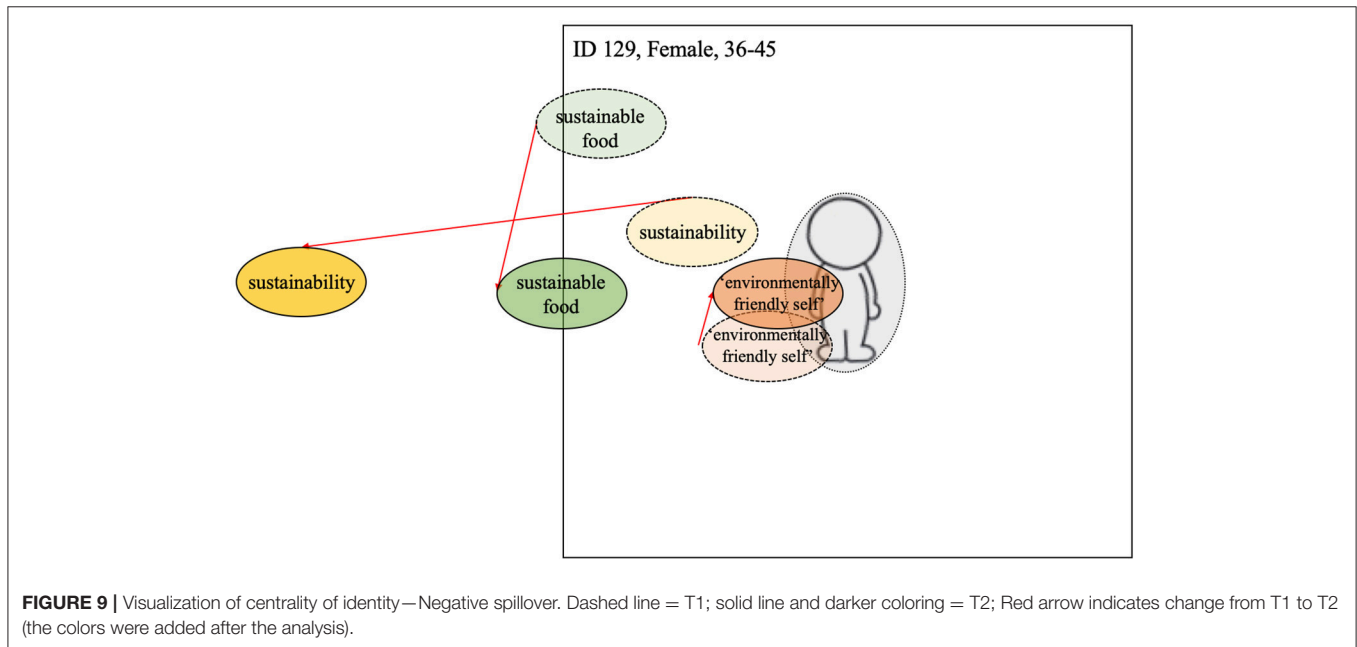 ID 129, Female, 36-45
sustainable
food
sustainability
sustainability
sustainable
food
‘environmentally
friendly self’
‘environmentally
friendly self”
FIGURE 9 | Visualization of centrality of identity—Negative spillover. Dashed line = T1; solid line and darker coloring = T2; Red arrow indicates change from T1 to T2
(the colors were added after the analysis).